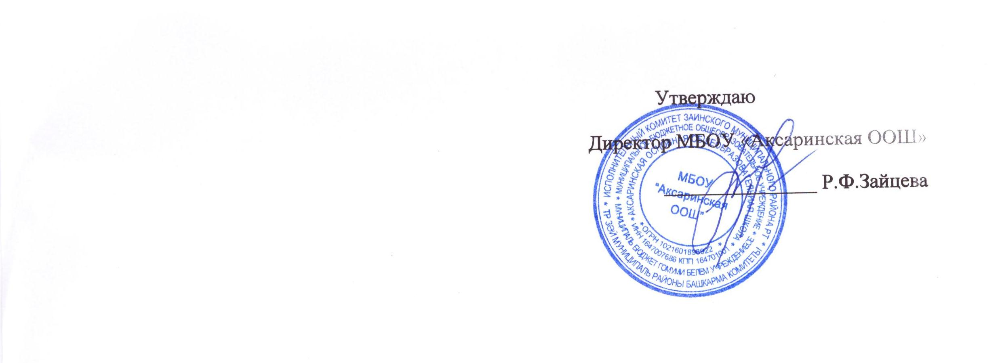 Утверждаю
Директор МБОУ «Аксаринская ООШ»
Р.Ф.Зайцева
* ИСПОЛНИТЕЛЬНЫЙ КОМИТЕТ ЗАИНСКОГО МУНИЦИПАЛЬНОГО РАЙОНА РТ *
ТР ЗӘЙ МУНИЦИПАЛЬ РАЙОНЫ БАШКАРМА КОМИТЕТЫ
* МУНИЦИПАЛЬНОЕ БЮДЖЕТНОЕ ОБЩЕОБРАЗОВАТЕЛЬНОЕ УЧРЕЖДЕНИЕ *
МУНИЦИПАЛЬ БЮДЖЕТ ГОМУМИ БЕЛЕМ УЧРЕЖДЕНИЕСЕ
* АКСАРИНСКАЯ ОСНОВНАЯ ОБЩЕОБРАЗОВАТЕЛЬНАЯ ШКОЛА *
ИНН 1647007686 КПП 164701001
* ОГРН *
МБОУ
"Аксаринская
ООШ"